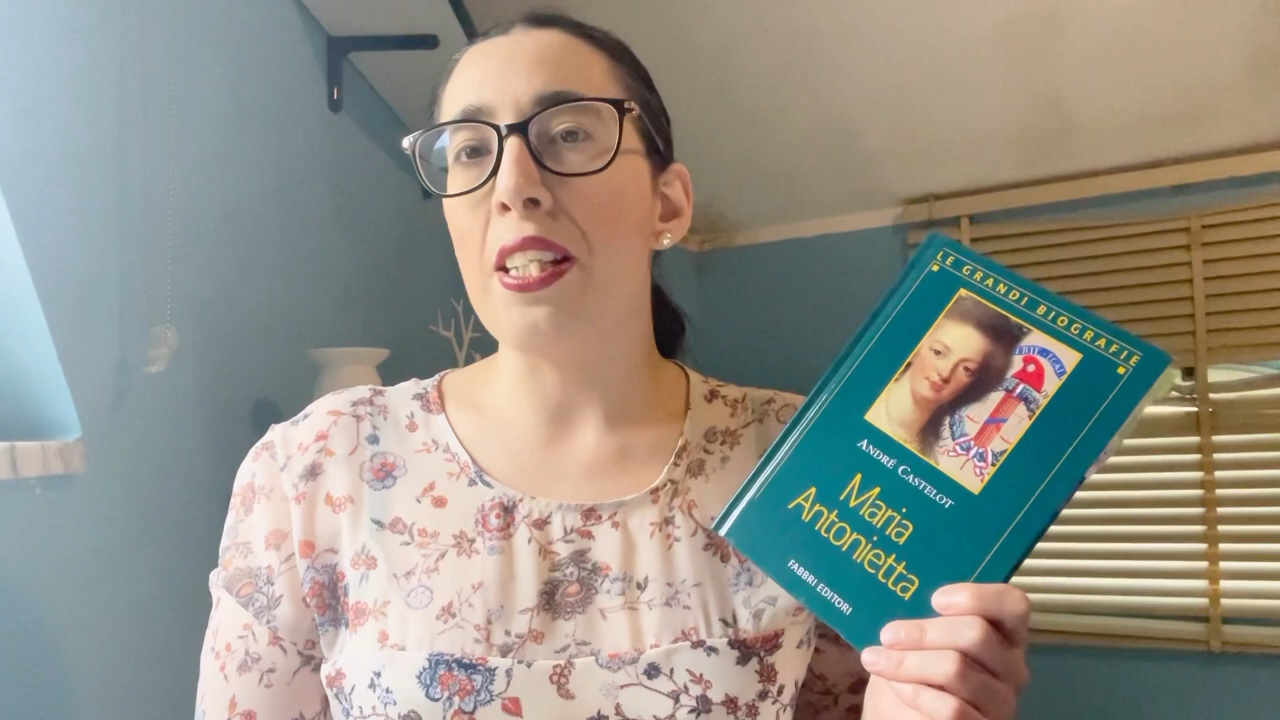 LE GRANDI BIOGRAFIE
ANDRÉ CASTELOT
Maria
Antonietta
FABBRI EDITORI